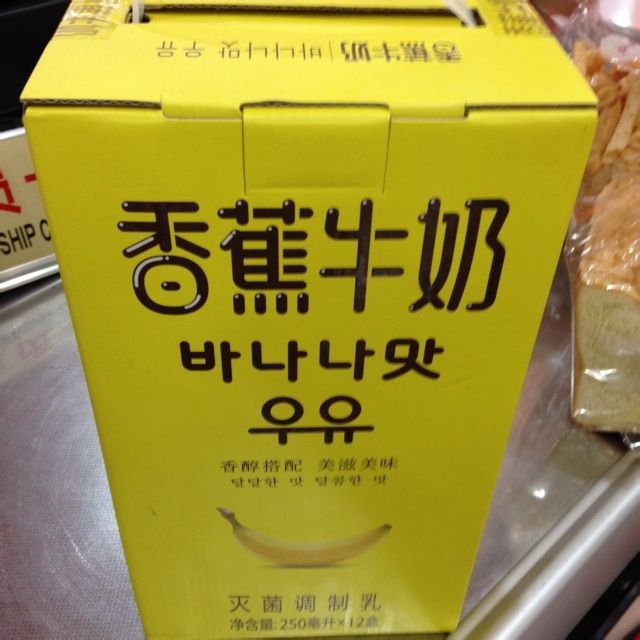 香蕉牛奶 | 바나나맛 우유
香蕉牛奶
바나나맛
우유
香醇搭配 美滋美味
달달한 맛 달콤한 맛
灭菌调制乳
净含量:250毫升×12盒
SHIP C